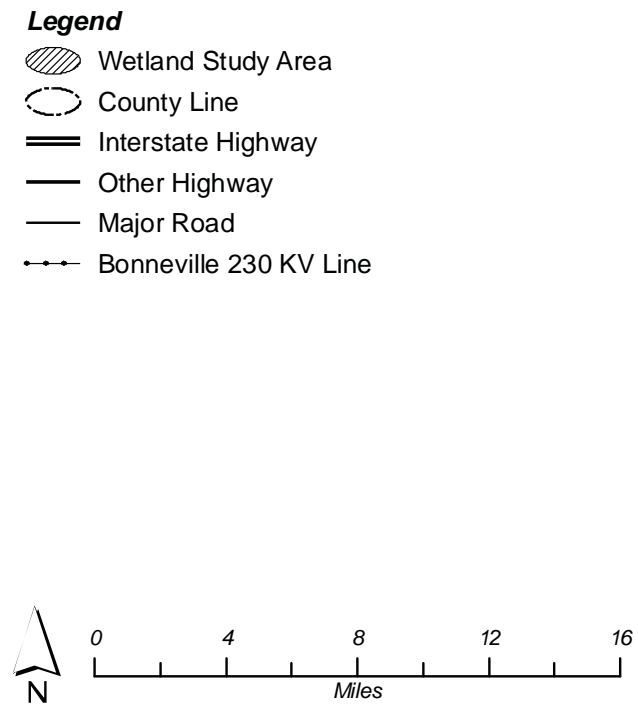 Legend
Wetland Study Area
County Line
Interstate Highway
Other Highway
Major Road
Bonneville 230 KV Line
0 4 8 12 16
N
Miles